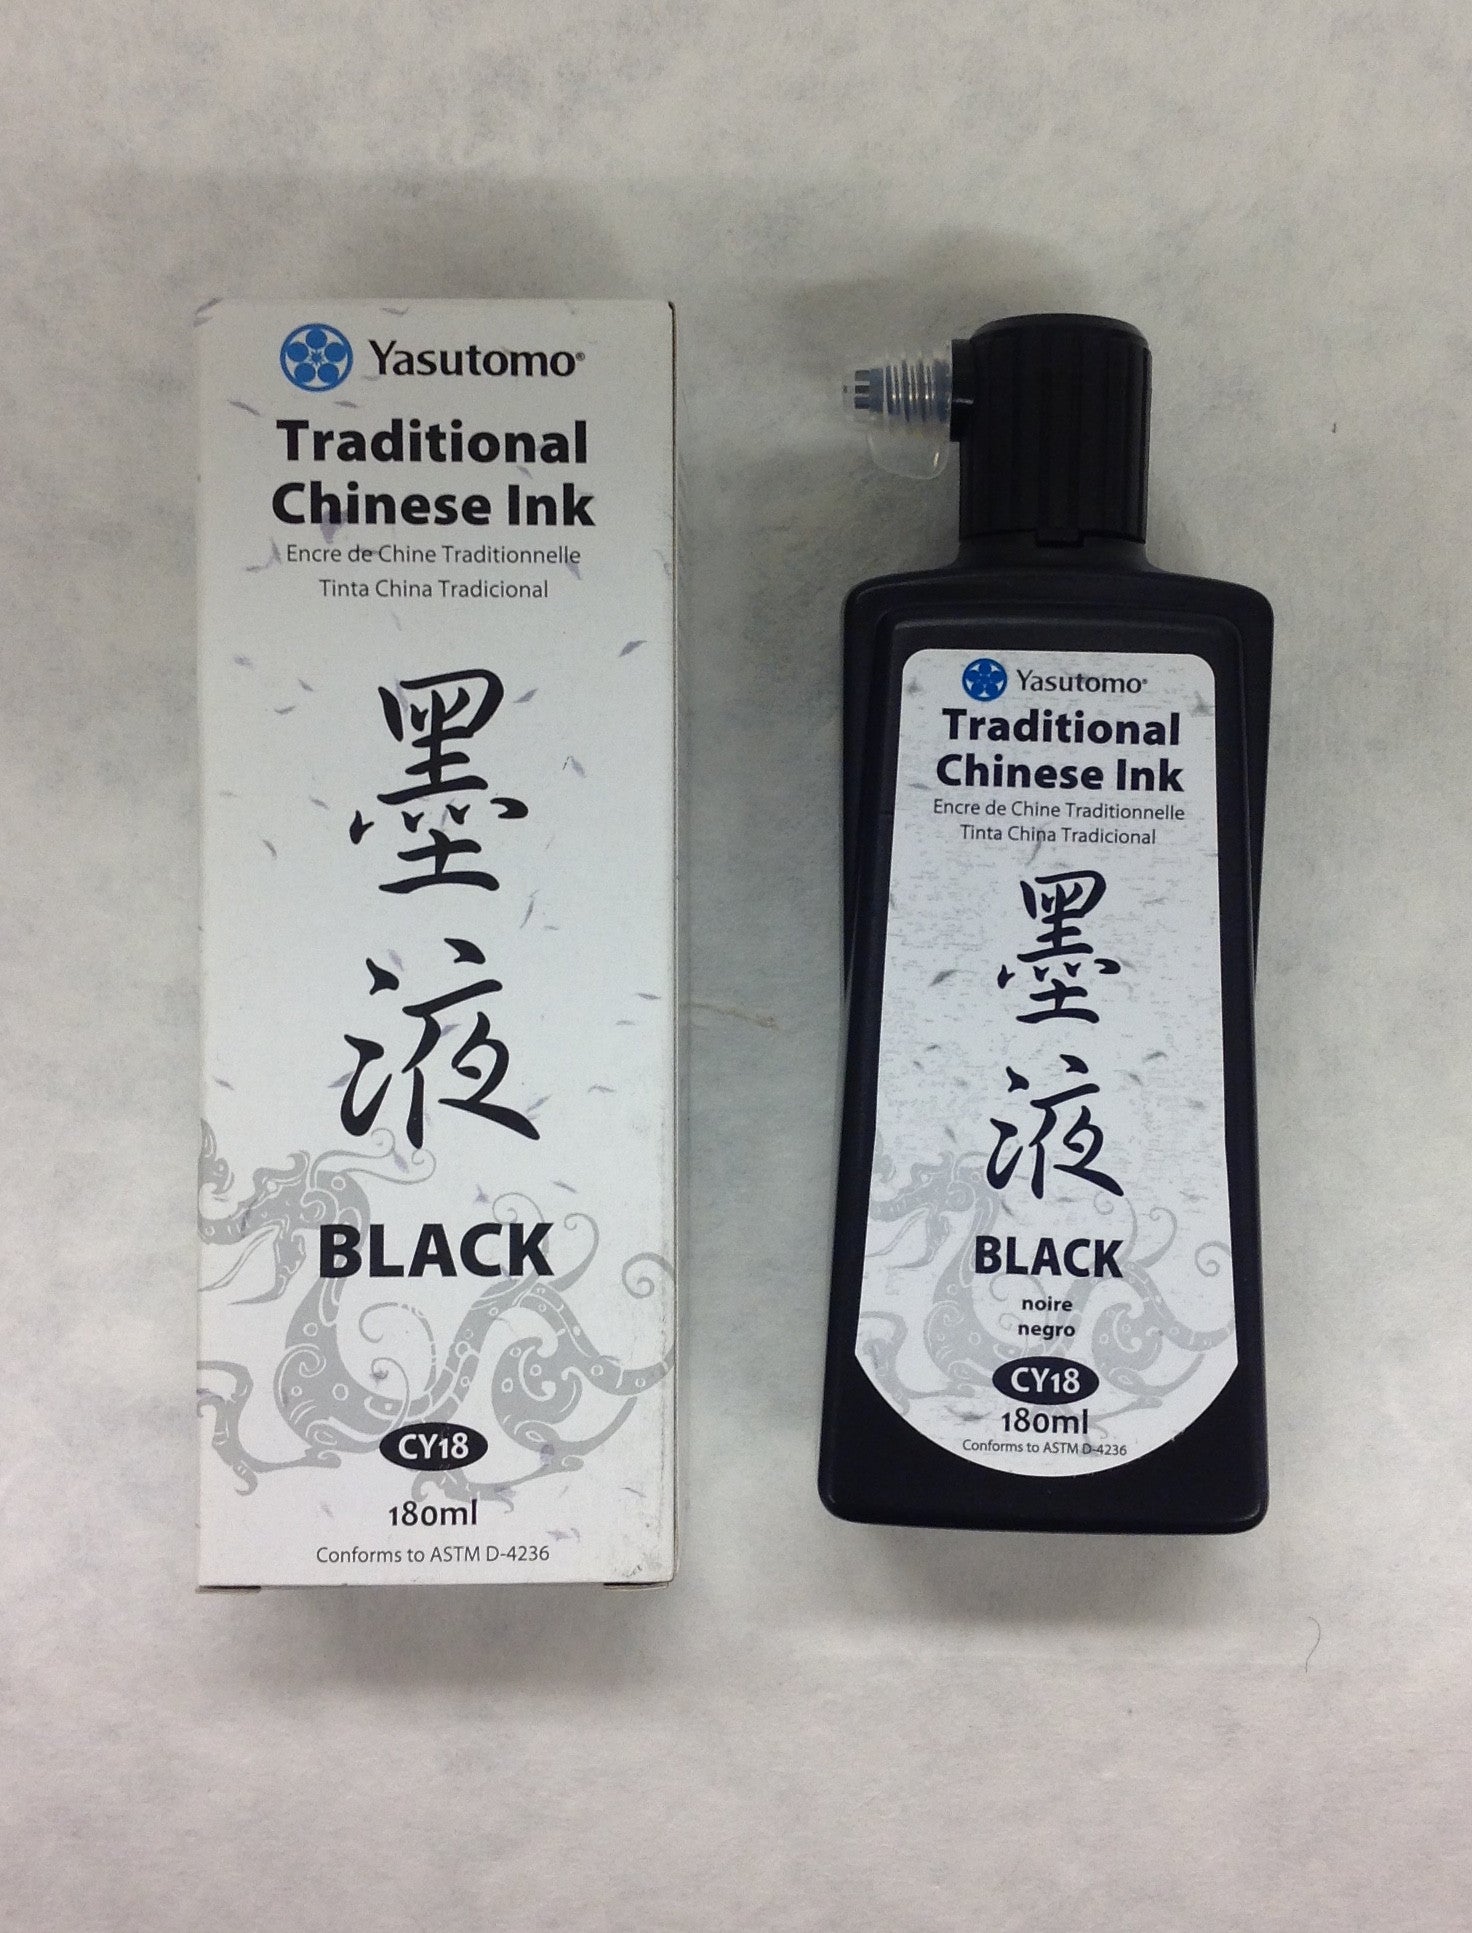 Yasutomo®
Traditional
Chinese Ink
Encre de Chine Traditionnelle
Tinta China Tradicional
墨
液
BLACK
CY18
180ml
Conforms to ASTM D-4236
Yasutomo®
Traditional
Chinese Ink
Encre de Chine Traditionnelle
Tinta China Tradicional
墨
液
BLACK
noire
negro
CY18
180ml
Conforms to ASTM D-4236